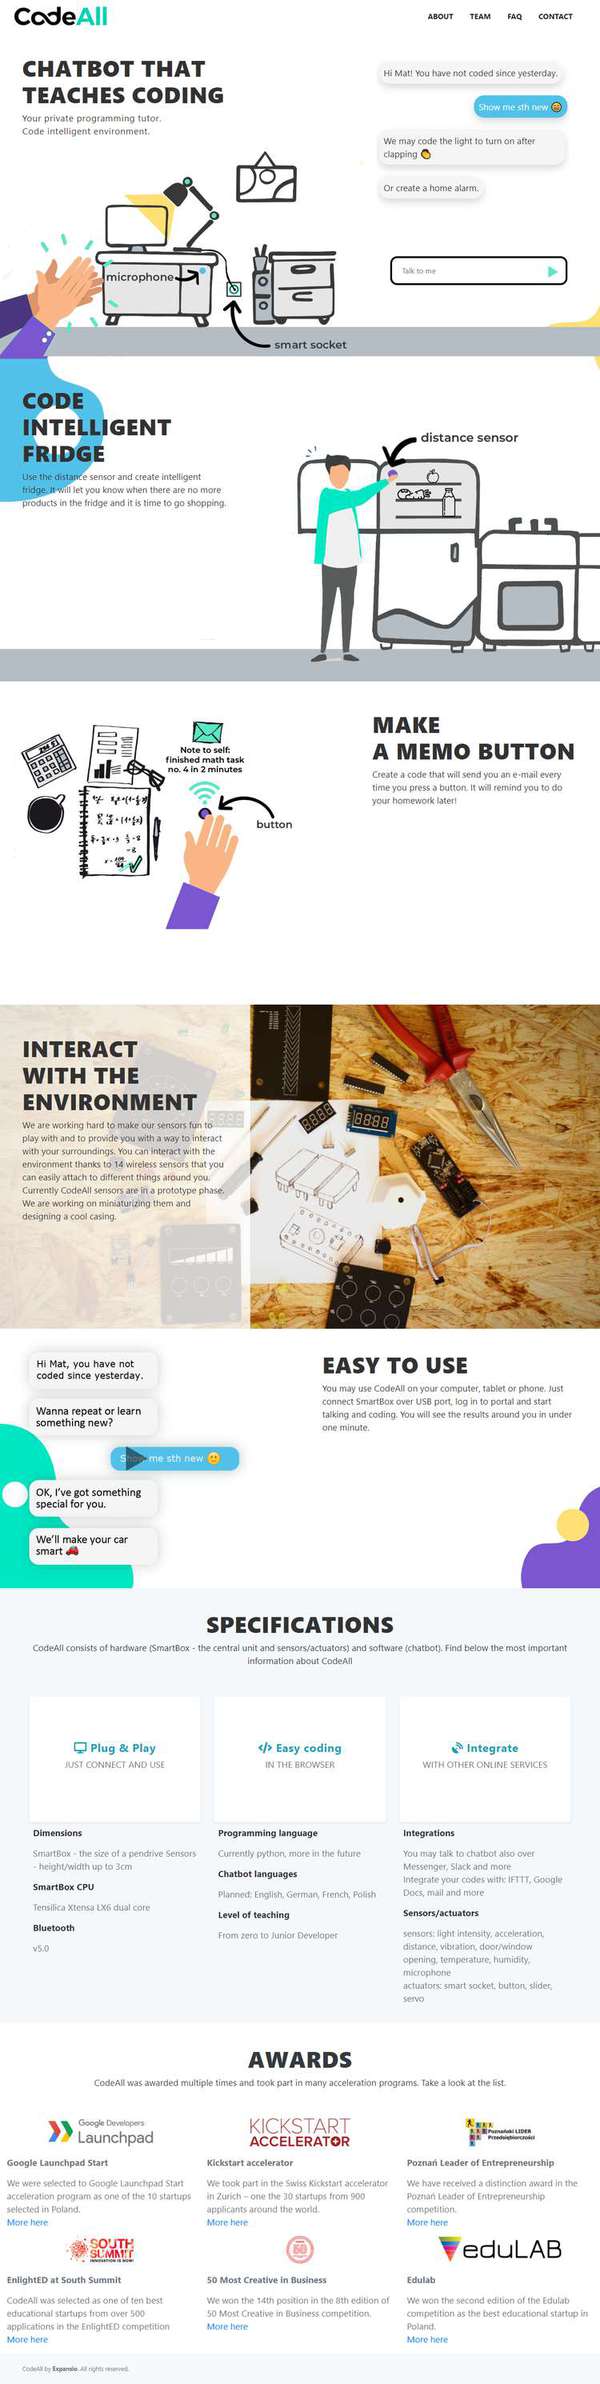 CodeAll
ABOUT TEAM FAQ CONTACT
CHATBOT THAT
TEACHES CODING
Your private programming tutor.
Code intelligent environment.
Hi Mat! You have not coded since yesterday.
Show me sth new 😄
We may code the light to turn on after
clapping 👏
Or create a home alarm.
Talk to me
microphone
smart socket
CODE
INTELLIGENT
FRIDGE
Use the distance sensor and create intelligent
fridge. It will let you know when there are no more
products in the fridge and it is time to go shopping.
distance sensor
Note to self:
finished math task
no. 4 in 2 minutes
button
MAKE
A MEMO BUTTON
Create a code that will send you an e-mail every
time you press a button. It will remind you to do
your homework later!
INTERACT
WITH THE
ENVIRONMENT
We are working hard to make our sensors fun to
play with and to provide you with a way to interact
with your surroundings. You can interact with the
environment thanks to 14 wireless sensors that you
can easily attach to different things around you.
Currently CodeAll sensors are in a prototype phase.
We are working on miniaturizing them and
designing a cool casing.
Hi Mat, you have not
coded since yesterday.
Wanna repeat or learn
something new?
Show me sth new 🙂
OK, I've got something
special for you.
We'll make your car
smart 🚗
EASY TO USE
You may use CodeAll on your computer, tablet or phone. Just
connect SmartBox over USB port, log in to portal and start
talking and coding. You will see the results around you in under
one minute.
SPECIFICATIONS
CodeAll consists of hardware (SmartBox - the central unit and sensors/actuators) and software (chatbot). Find below the most important
information about CodeAll
Plug & Play
JUST CONNECT AND USE
Dimensions
SmartBox - the size of a pendrive Sensors
- height/width up to 3cm
SmartBox CPU
Tensilica Xtensa LX6 dual core
Bluetooth
v5.0
</> Easy coding
IN THE BROWSER
Programming language
Currently python, more in the future
Chatbot languages
Planned: English, German, French, Polish
Level of teaching
From zero to Junior Developer
Integrate
WITH OTHER ONLINE SERVICES
Integrations
You may talk to chatbot also over
Messenger, Slack and more
Integrate your codes with: IFTTT, Google
Docs, mail and more
Sensors/actuators
sensors: light intensity, acceleration,
distance, vibration, door/window
opening, temperature, humidity,
microphone
actuators: smart socket, button, slider,
servo
AWARDS
CodeAll was awarded multiple times and took part in many acceleration programs. Take a look at the list.
Google Developers
Launchpad
Google Launchpad Start
We were selected to Google Launchpad Start
acceleration program as one of the 10 startups
selected in Poland.
More here
KICKSTART
ACCELERATOR
Kickstart accelerator
We took part in the Swiss Kickstart accelerator
in Zurich – one the 30 startups from 900
applicants around the world.
More here
Poznański LIDER
Przedsiębiorczości
Poznań Leader of Entrepreneurship
We have received a distinction award in the
Poznań Leader of Entrepreneurship
competition.
More here
SOUTH
SUMMIT
INNOVATION IS NOW!
EnlightED at South Summit
CodeAll was selected as one of ten best
educational startups from over 500
applications in the EnlightED competition
More here
50
50 Most Creative in Business
We won the 14th position in the 8th edition of
50 Most Creative in Business competition.
More here
eduLAB
Edulab
We won the second edition of the Edulab
competition as the best educational startup in
Poland.
More here
CodeAll by Expansio. All rights reserved.